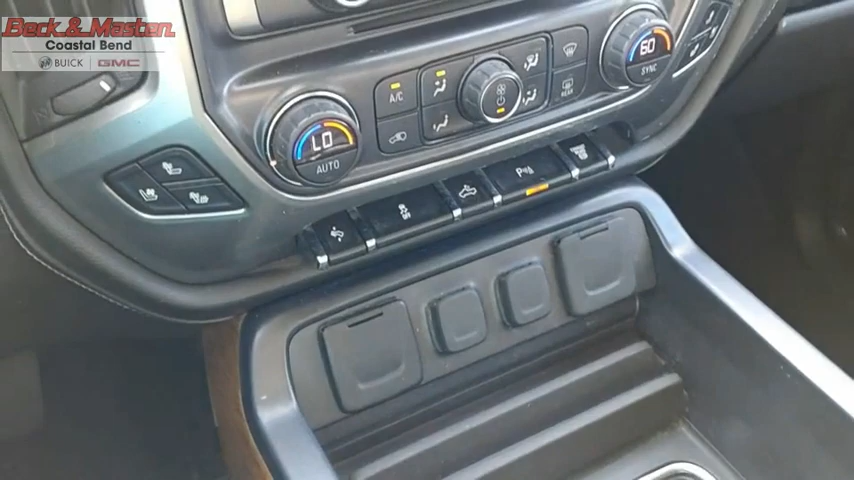 Beck & Masten
Coastal Bend
BUICK GMC
A/C
LO
AUTO
60
SYNC
REAR
P